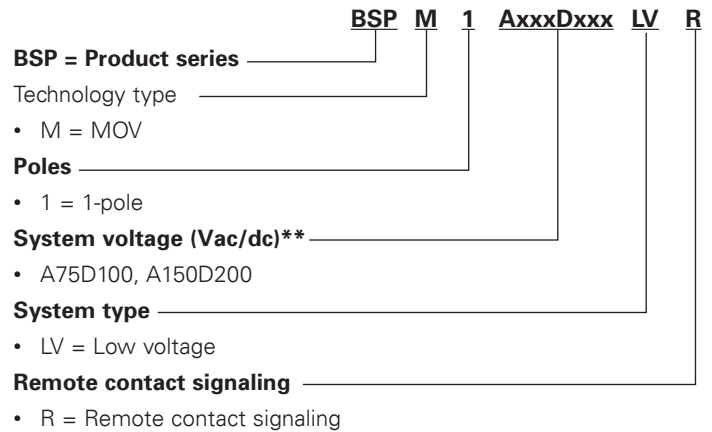 BSP M 1 AxxxDxxx LV R
BSP = Product series
Technology type
• M = MOV
Poles
• 1 = 1-pole
System voltage (Vac/dc)**
• A75D100, A150D200
System type
• LV = Low voltage
Remote contact signaling
• R = Remote contact signaling